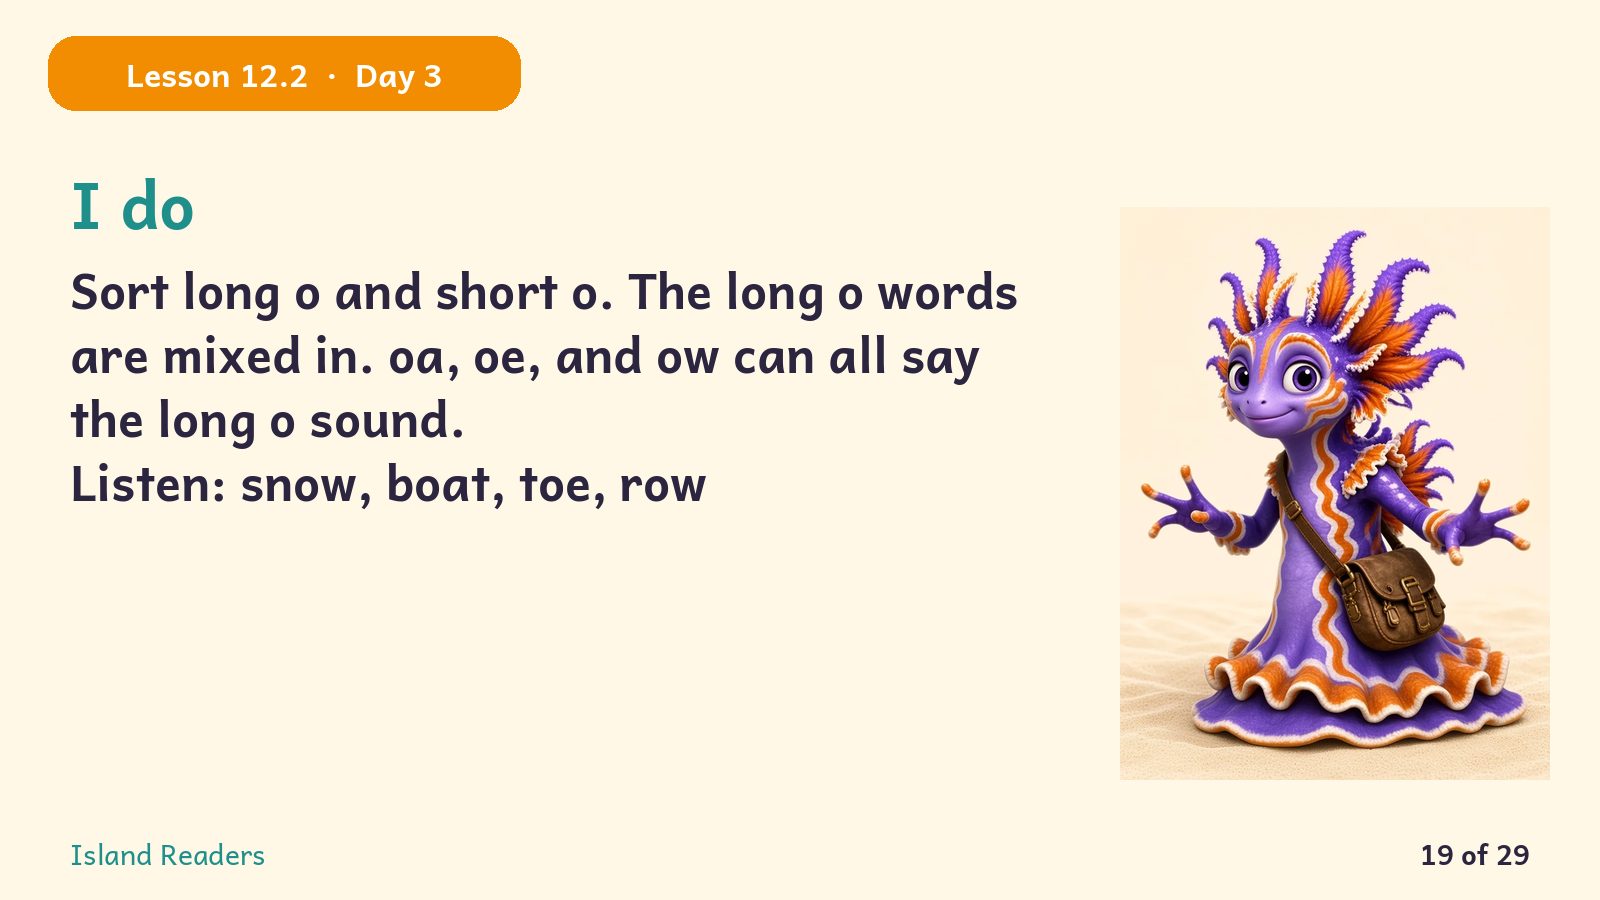 Lesson 12.2 · Day 3
I do
Sort long o and short o. The long o words
are mixed in. oa, oe, and ow can all say
the long o sound.
Listen: snow, boat, toe, row
Island Readers
19 of 29